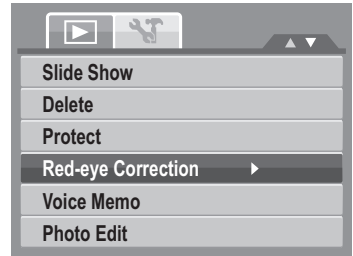 Slide Show
Delete
Protect
Red-eye Correction
Voice Memo
Photo Edit